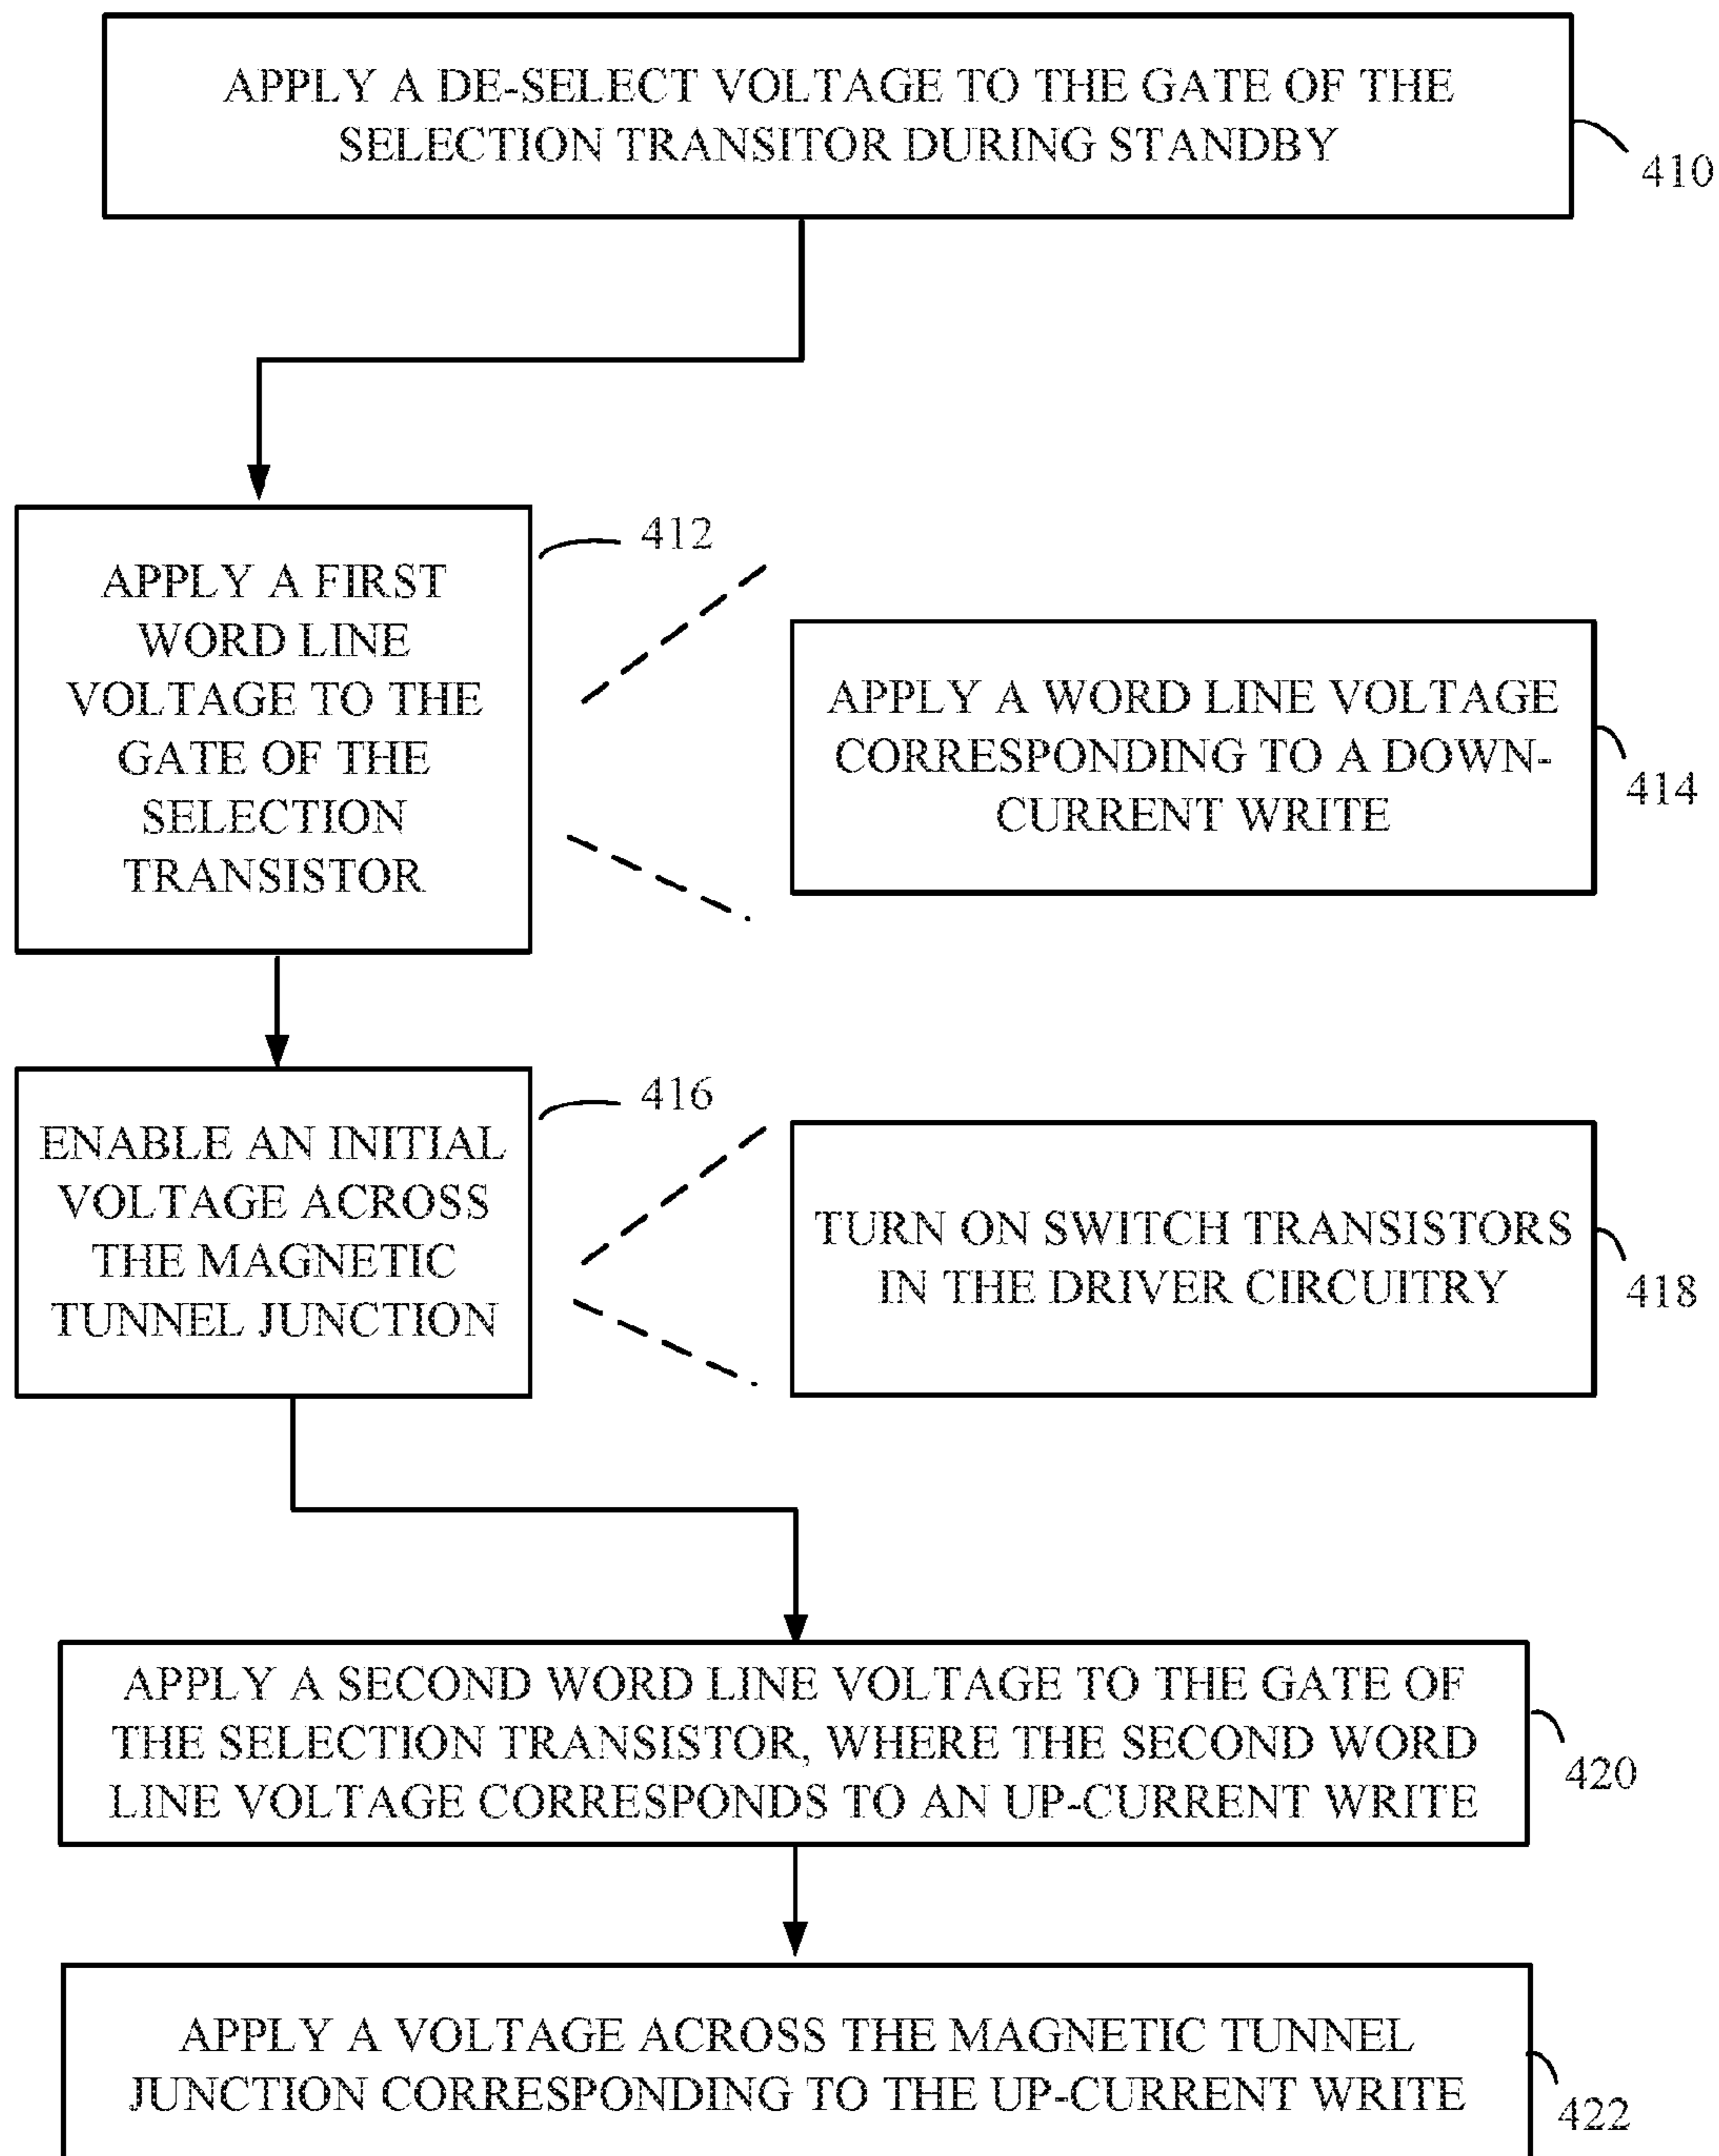 APPLY A DE-SELECT VOLTAGE TO THE GATE OF THE
SELECTION TRANSITOR DURING STANDBY
410
APPLY A FIRST
WORD LINE
VOLTAGE TO THE
GATE OF THE
SELECTION
TRANSISTOR
412
APPLY A WORD LINE VOLTAGE
CORRESPONDING TO A DOWN-
CURRENT WRITE
414
ENABLE AN INITIAL
VOLTAGE ACROSS
THE MAGNETIC
TUNNEL JUNCTION
416
TURN ON SWITCH TRANSISTORS
IN THE DRIVER CIRCUITRY
418
APPLY A SECOND WORD LINE VOLTAGE TO THE GATE OF
THE SELECTION TRANSISTOR, WHERE THE SECOND WORD
LINE VOLTAGE CORRESPONDS TO AN UP-CURRENT WRITE
420
APPLY A VOLTAGE ACROSS THE MAGNETIC TUNNEL
JUNCTION CORRESPONDING TO THE UP-CURRENT WRITE
422